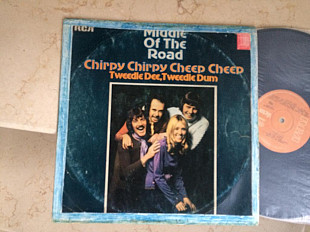 RCA
Middle
Of The
Road
Chirpy Chirpy Cheep Cheep
Tweedle Dee, Tweedle Dum